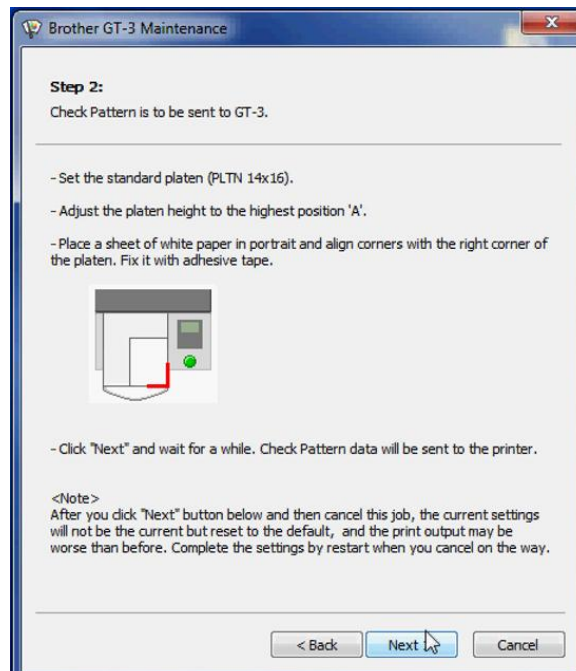 Brother GT-3 Maintenance
Step 2:
Check Pattern is to be sent to GT-3.
- Set the standard platen (PLTN 14x16).
- Adjust the platen height to the highest position 'A'.
- Place a sheet of white paper in portrait and align corners with the right corner of
the platen. Fix it with adhesive tape.
- Click "Next" and wait for a while. Check Pattern data will be sent to the printer.
<Note>
After you click "Next" button below and then cancel this job, the current settings
will not be the current but reset to the default, and the print output may be
worse than before. Complete the settings by restart when you cancel on the way.
< Back Next Cancel